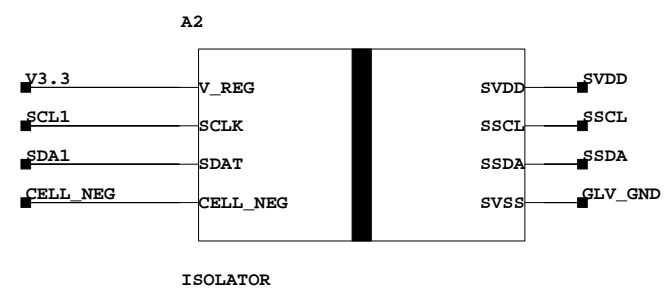 A2
V3.3 V_REG SVDD SVDD
SCL1 SCLK SSCL SSCL
SDA1 SDAT SSDA SSDA
CELL_NEG CELL_NEG SVSS GLV_GND
ISOLATOR